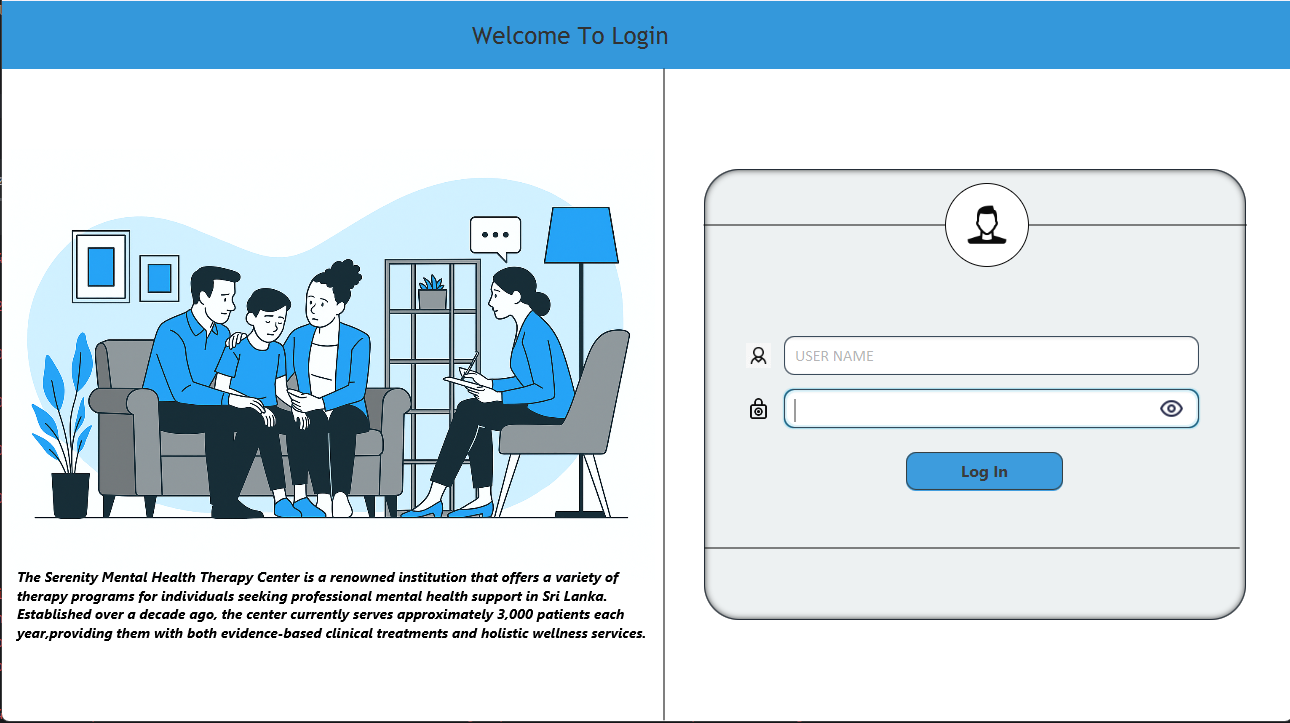 Welcome To Login
The Serenity Mental Health Therapy Center is a renowned institution that offers a variety of
therapy programs for individuals seeking professional mental health support in Sri Lanka.
Established over a decade ago, the center currently serves approximately 3,000 patients each
year,providing them with both evidence-based clinical treatments and holistic wellness services.
USER NAME
Log In